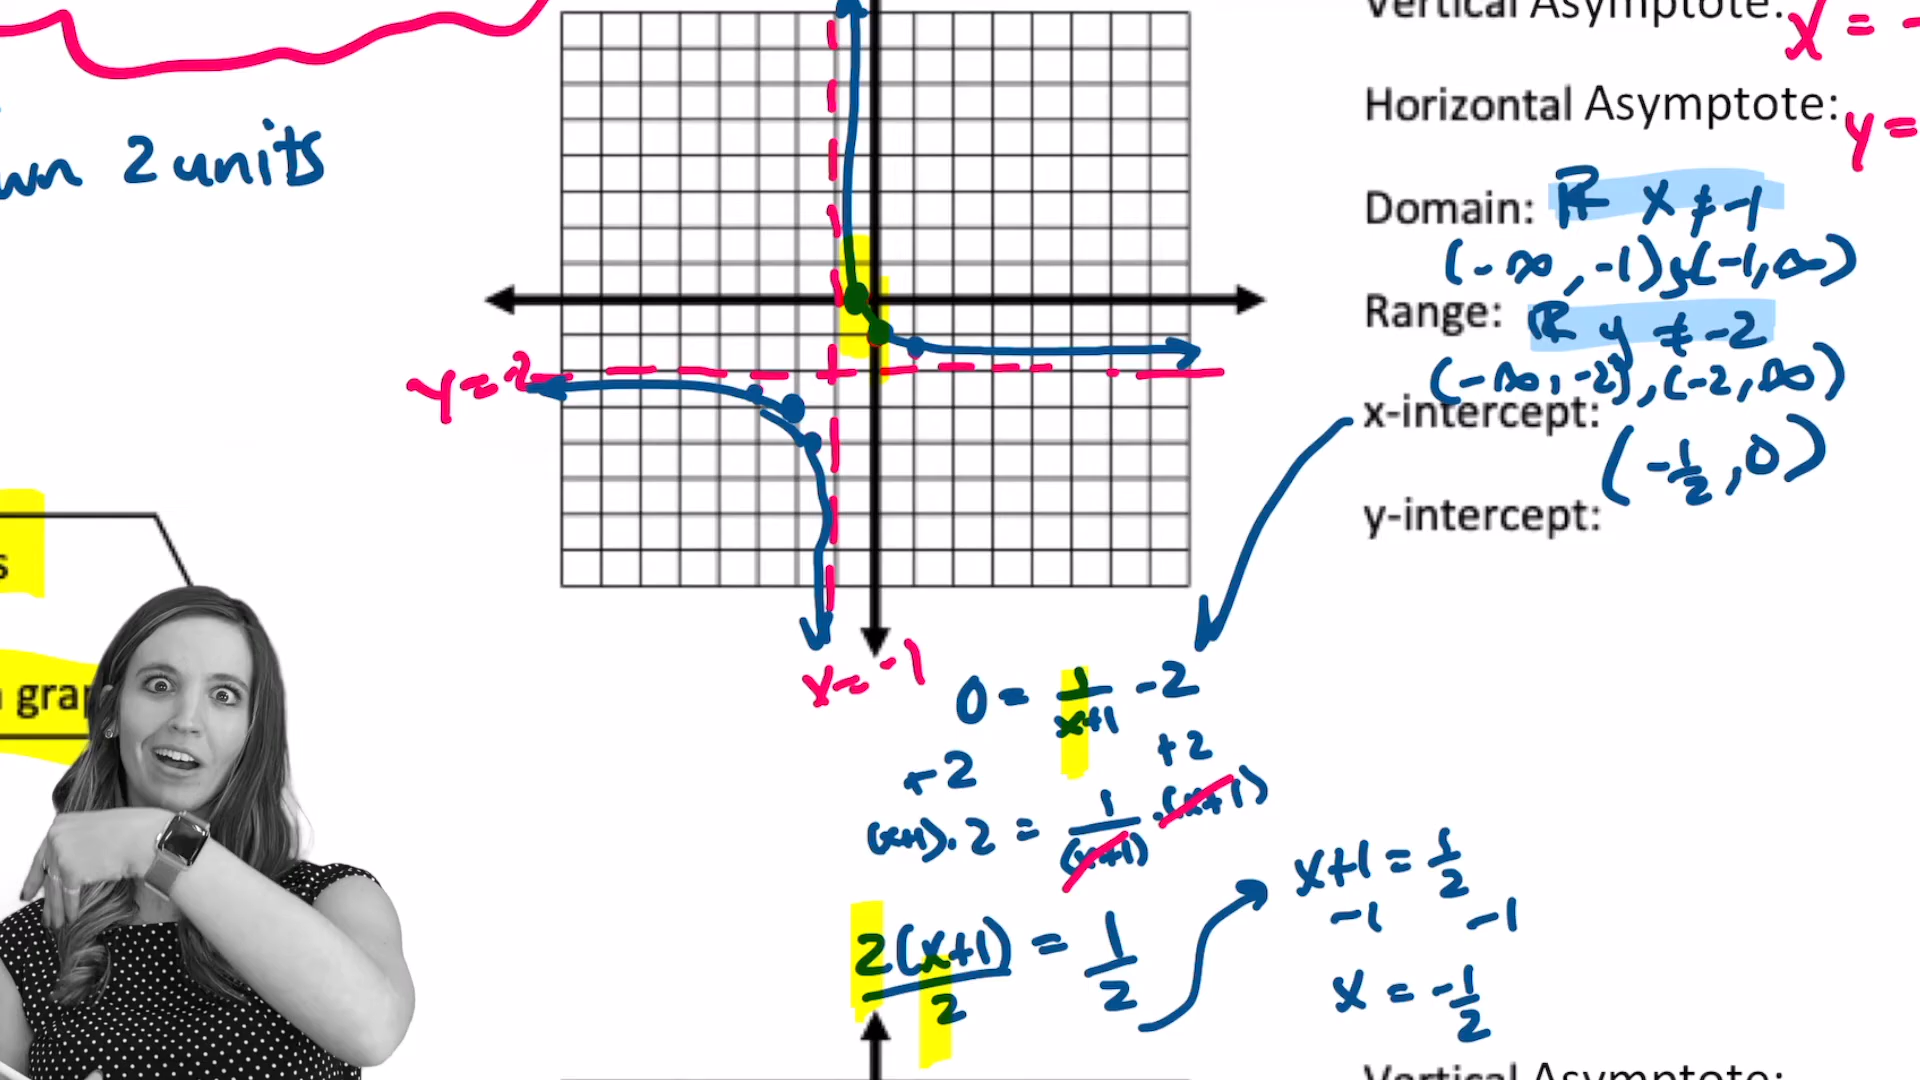 Vertical Asymptote: x = -
Horizontal Asymptote: y =
wn 2 units
Domain: ℝ x ≠ -1
(-∞, -1) (-1, ∞)
Range: ℝ y ≠ -2
(-∞, -2), (-2, ∞)
x-intercept: (-1/2, 0)
y-intercept:
y = -2
s
grap
x = -1
0 = 1/(x+1) - 2
+2 +2
(x+1)·2 = 1/(x+1) ·(x+1)
2(x+1)/2 = 1/2
x+1 = 1/2
-1 -1
x = -1/2
Vertical Asymptote: